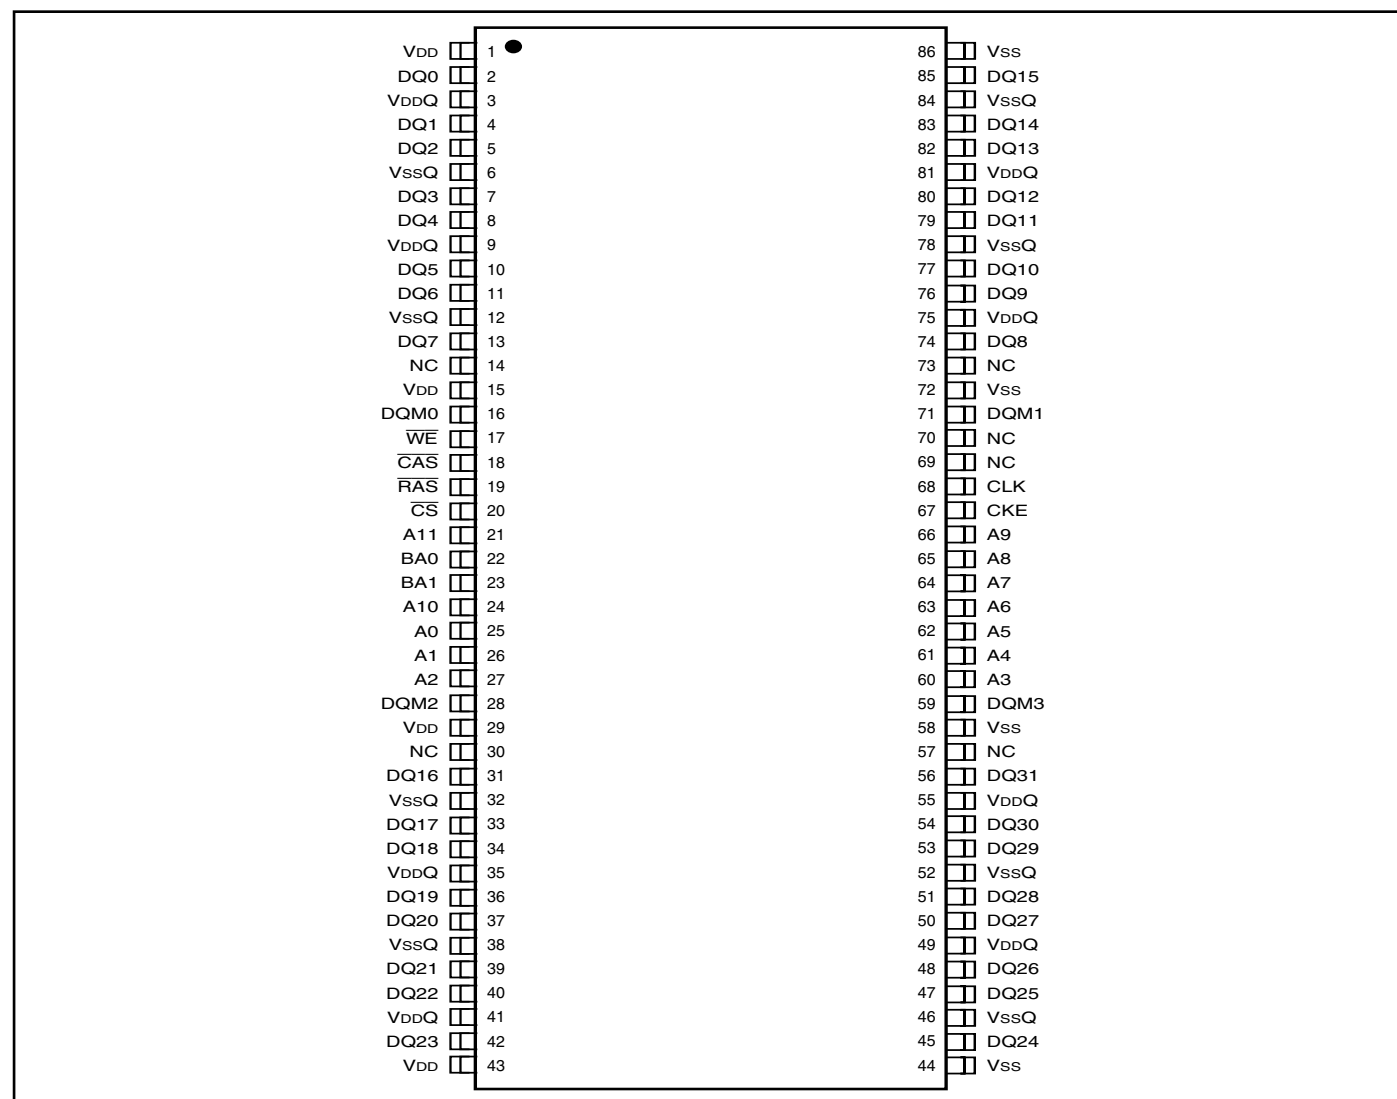 VDD 1 86 VSS
DQ0 2 85 DQ15
VDDQ 3 84 VSSQ
DQ1 4 83 DQ14
DQ2 5 82 DQ13
VSSQ 6 81 VDDQ
DQ3 7 80 DQ12
DQ4 8 79 DQ11
VDDQ 9 78 VSSQ
DQ5 10 77 DQ10
DQ6 11 76 DQ9
VSSQ 12 75 VDDQ
DQ7 13 74 DQ8
NC 14 73 NC
VDD 15 72 VSS
DQM0 16 71 DQM1
W̅E̅ 17 70 NC
C̅A̅S̅ 18 69 NC
R̅A̅S̅ 19 68 CLK
C̅S̅ 20 67 CKE
A11 21 66 A9
BA0 22 65 A8
BA1 23 64 A7
A10 24 63 A6
A0 25 62 A5
A1 26 61 A4
A2 27 60 A3
DQM2 28 59 DQM3
VDD 29 58 VSS
NC 30 57 NC
DQ16 31 56 DQ31
VSSQ 32 55 VDDQ
DQ17 33 54 DQ30
DQ18 34 53 DQ29
VDDQ 35 52 VSSQ
DQ19 36 51 DQ28
DQ20 37 50 DQ27
VSSQ 38 49 VDDQ
DQ21 39 48 DQ26
DQ22 40 47 DQ25
VDDQ 41 46 VSSQ
DQ23 42 45 DQ24
VDD 43 44 VSS